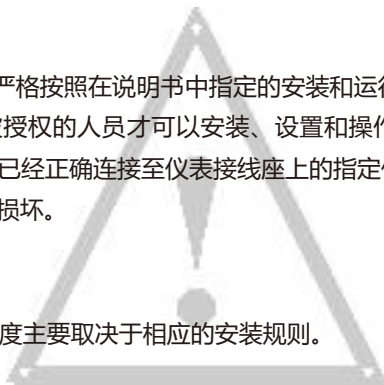 严格按照在说明书中指定的安装和运行
授权的人员才可以安装、设置和操作
已经正确连接至仪表接线座上的指定
损坏。
度主要取决于相应的安装规则。